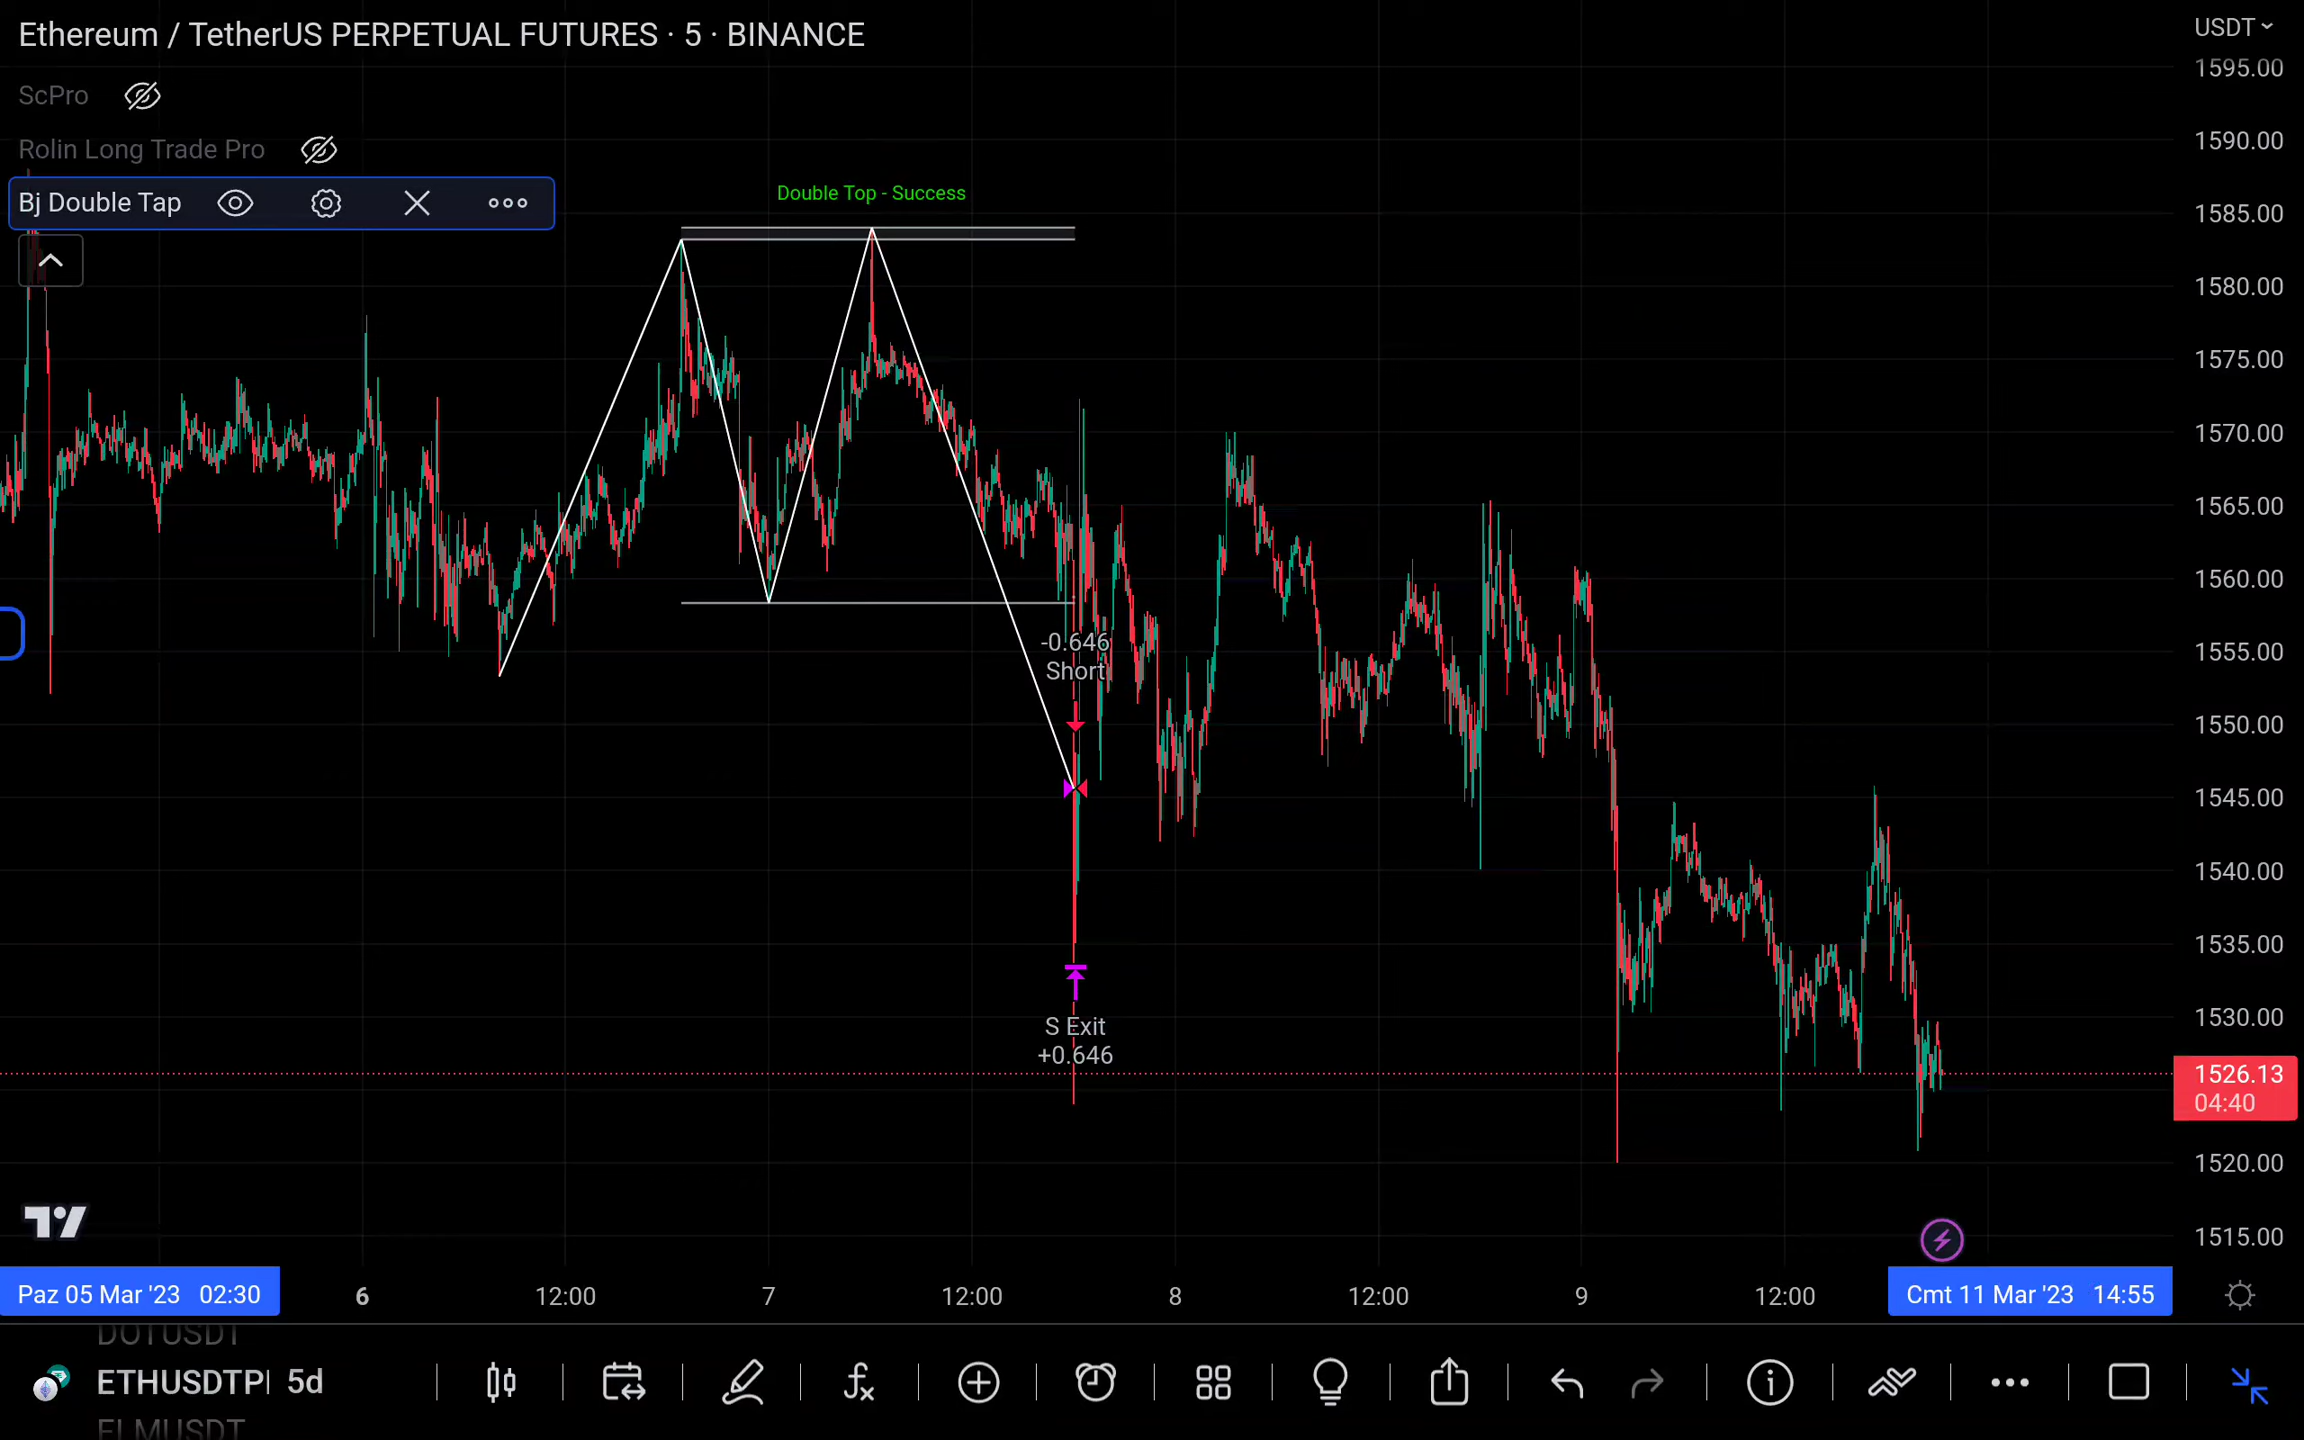 Ethereum / TetherUS PERPETUAL FUTURES · 5 · BINANCE
USDT
ScPro
Rolin Long Trade Pro
Bj Double Tap
Double Top - Success
1595.00
1590.00
1585.00
1580.00
1575.00
1570.00
1565.00
1560.00
1555.00
1550.00
1545.00
1540.00
1535.00
1530.00
1526.13
04:40
1520.00
1515.00
-0.646
Short
S Exit
+0.646
Paz 05 Mar '23 02:30
6
12:00
7
12:00
8
12:00
9
12:00
Cmt 11 Mar '23 14:55
DOTUSDT
ETHUSDTP
5d